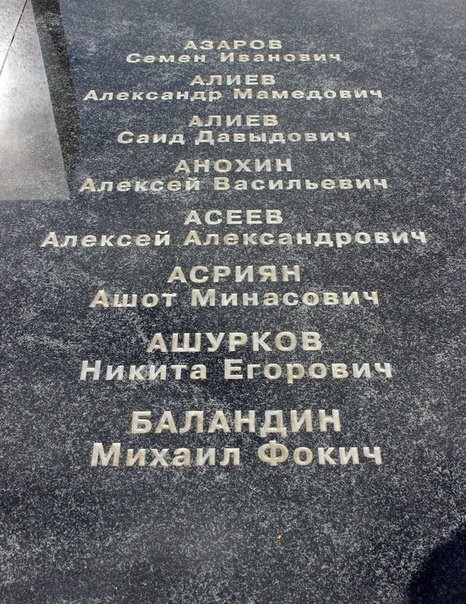 АЗАРОВ
Семен Иванович
АЛИЕВ
Александр Мамедович
АЛИЕВ
Саид Давыдович
АНОХИН
Алексей Васильевич
АСЕЕВ
Алексей Александрович
АСРИЯН
Ашот Минасович
АШУРКОВ
Никита Егорович
БАЛАНДИН
Михаил Фокич